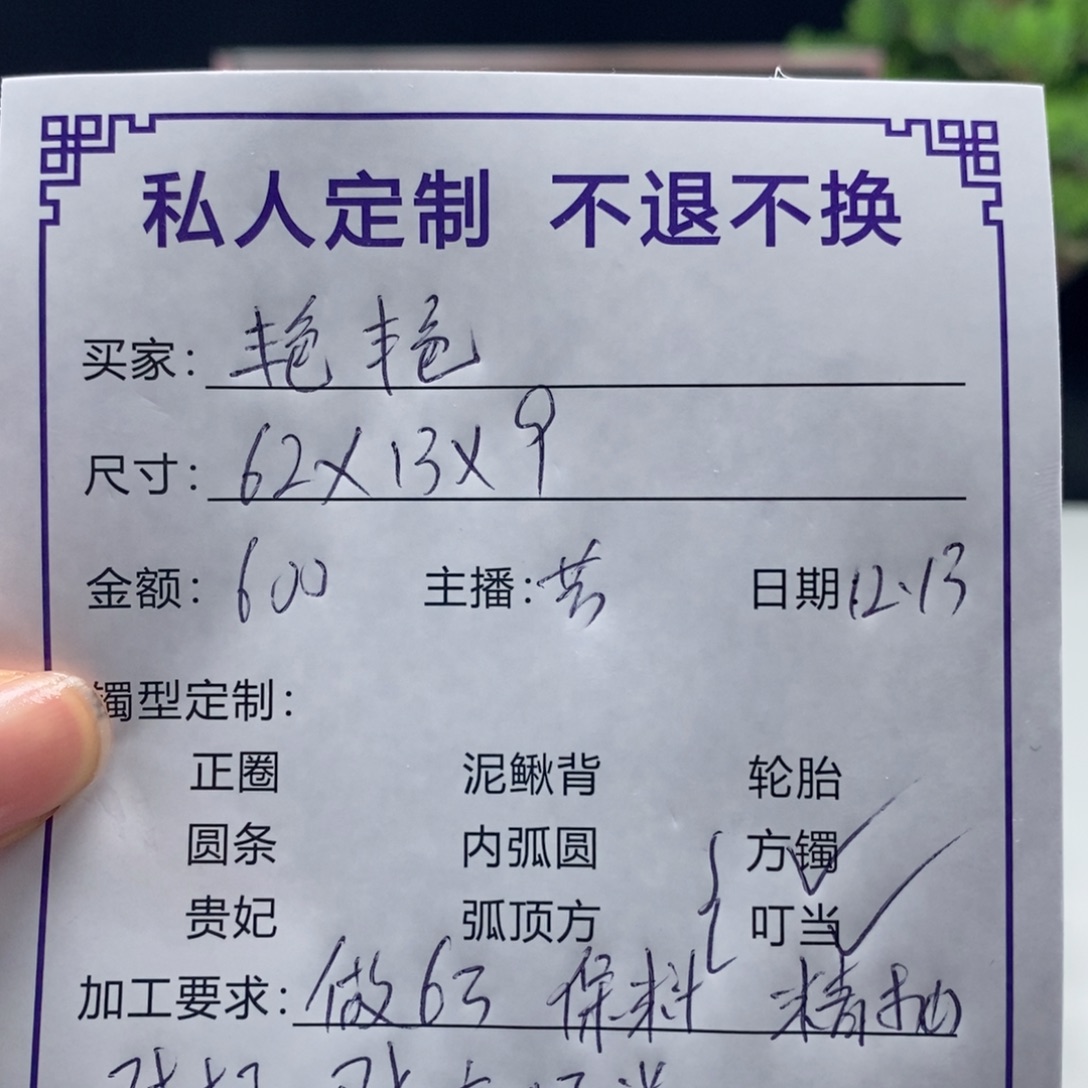 私人定制 不退不换
买家：艳艳
尺寸：62X13X9
金额：600 主播：芸 日期12.13
镯型定制：
正圈 泥鳅背 轮胎
圆条 内弧圆 方镯
贵妃 弧顶方 叮当
加工要求：做63 保料 精抛